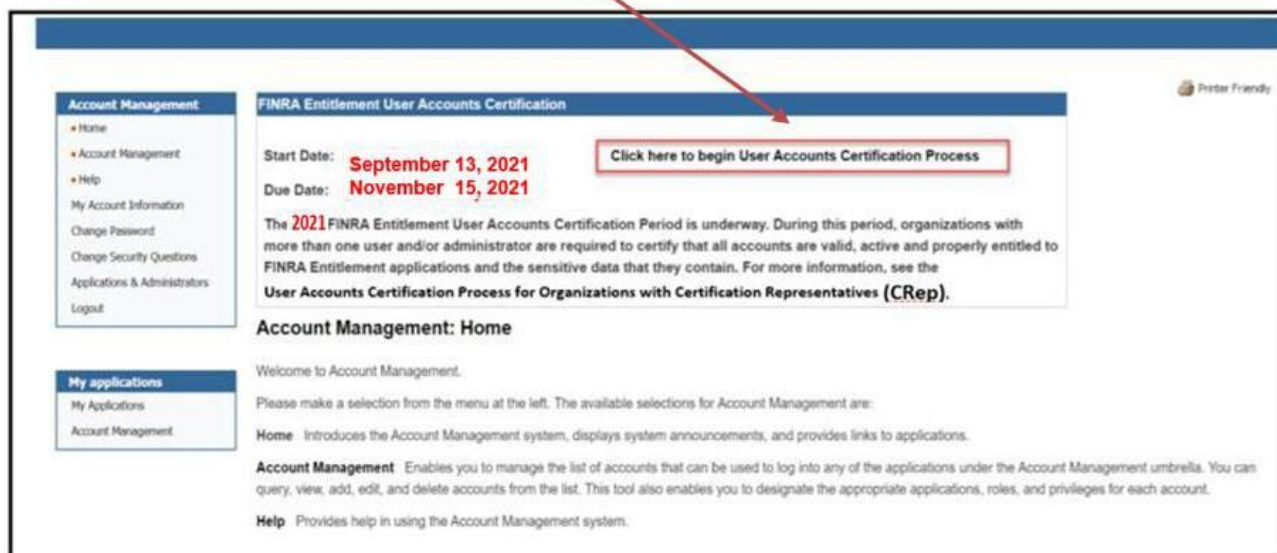 Printer Friendly
Account Management
Home
Account Management
Help
My Account Information
Change Password
Change Security Questions
Applications & Administrators
Logout
My applications
My Applications
Account Management
FINRA Entitlement User Accounts Certification
Start Date: September 13, 2021
Click here to begin User Accounts Certification Process
Due Date: November 15, 2021
The 2021 FINRA Entitlement User Accounts Certification Period is underway. During this period, organizations with
more than one user and/or administrator are required to certify that all accounts are valid, active and properly entitled to
FINRA Entitlement applications and the sensitive data that they contain. For more information, see the
User Accounts Certification Process for Organizations with Certification Representatives (CRep).
Account Management: Home
Welcome to Account Management.
Please make a selection from the menu at the left. The available selections for Account Management are:
Home Introduces the Account Management system, displays system announcements, and provides links to applications.
Account Management Enables you to manage the list of accounts that can be used to log into any of the applications under the Account Management umbrella. You can
query, view, add, edit, and delete accounts from the list. This tool also enables you to designate the appropriate applications, roles, and privileges for each account.
Help Provides help in using the Account Management system.